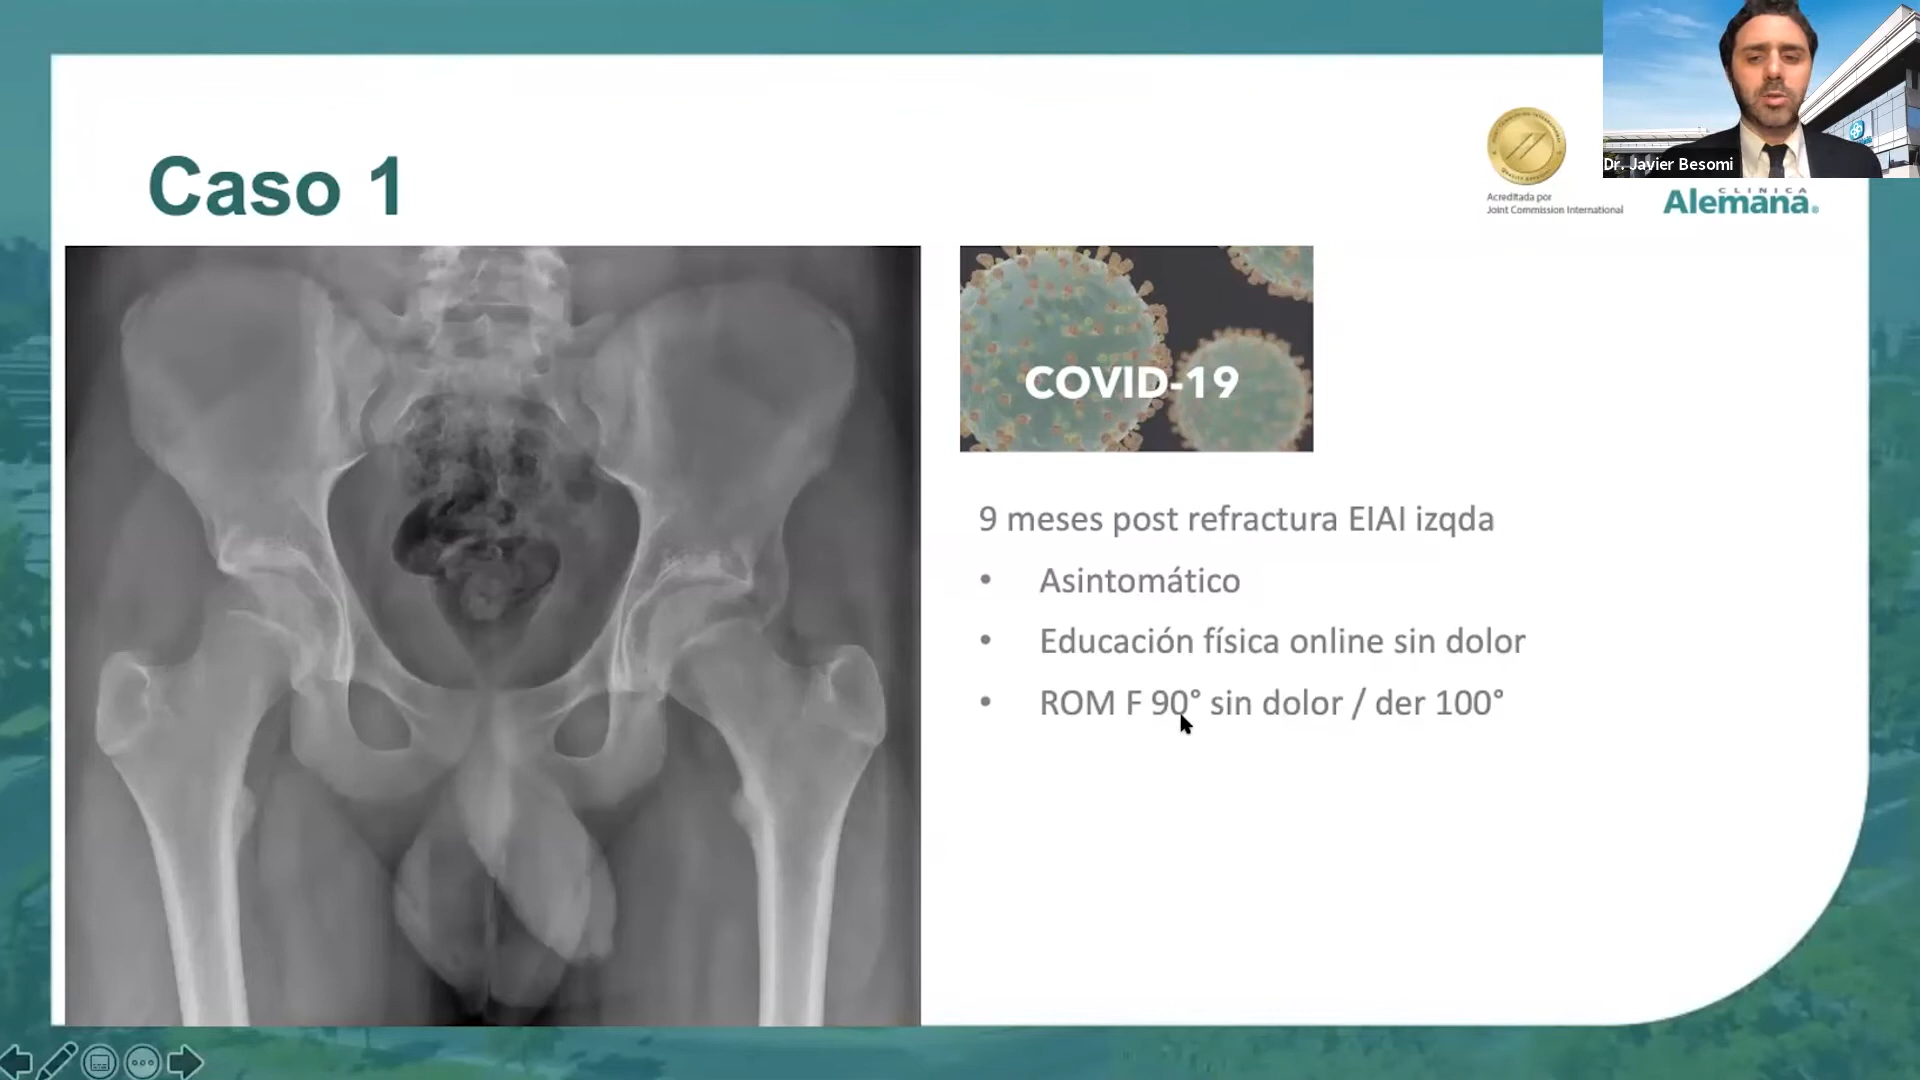 Caso 1
Acreditada por
Joint Commission International
CLINICA
Alemana®
Dr. Javier Besomi
COVID-19
9 meses post refractura EIAI izqda
• Asintomático
• Educación física online sin dolor
• ROM F 90° sin dolor / der 100°